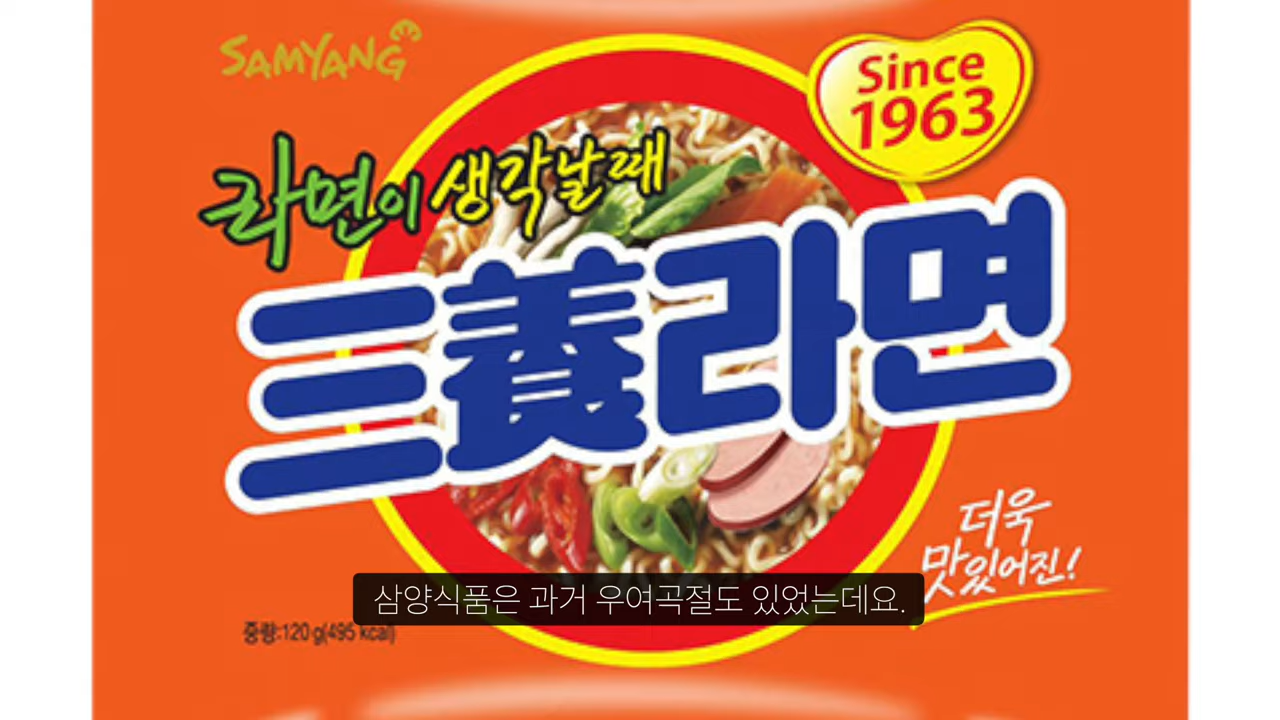 SAMYANG
Since
1963
라면이 생각날때
三養라면
더욱
맛있어진!
삼양식품은 과거 우여곡절도 있었는데요.
중량:120g(495 kcal)